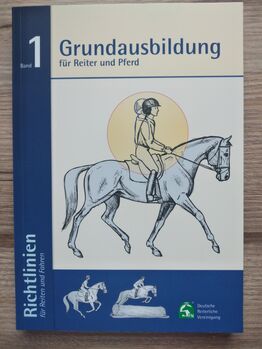 Band 1
Grundausbildung
für Reiter und Pferd
Richtlinien
für Reiten und Fahren
Deutsche
Reiterliche
Vereinigung